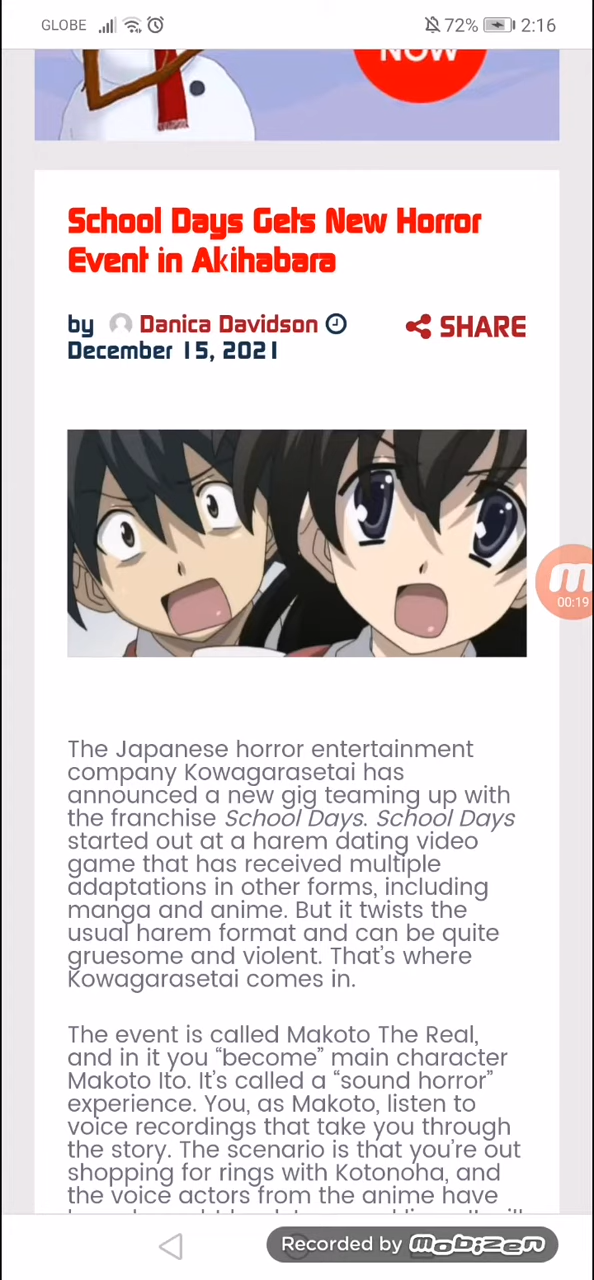 GLOBE 72% 2:16
NOW
School Days Gets New Horror
Event in Akihabara
by Danica Davidson
SHARE
December 15, 2021
00:19
The Japanese horror entertainment
company Kowagarasetai has
announced a new gig teaming up with
the franchise School Days. School Days
started out at a harem dating video
game that has received multiple
adaptations in other forms, including
manga and anime. But it twists the
usual harem format and can be quite
gruesome and violent. That’s where
Kowagarasetai comes in.
The event is called Makoto The Real,
and in it you “become” main character
Makoto Ito. It’s called a “sound horror”
experience. You, as Makoto, listen to
voice recordings that take you through
the story. The scenario is that you’re out
shopping for rings with Kotonoha, and
the voice actors from the anime have
Recorded by mobizen